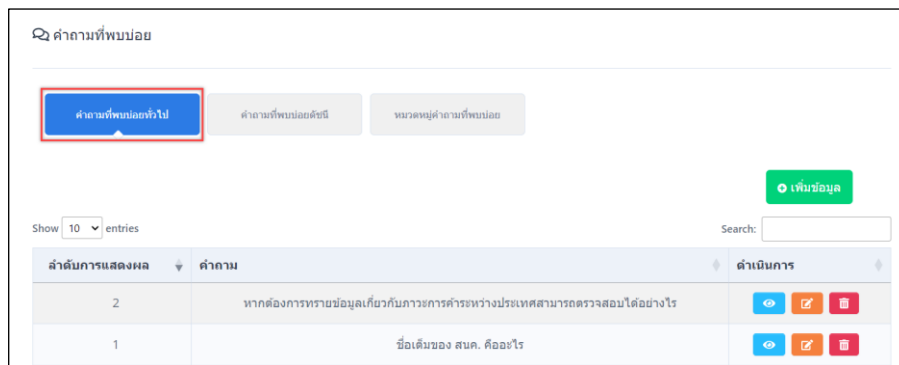 คำถามที่พบบ่อย
คำถามที่พบบ่อยทั่วไป คำถามที่พบบ่อยดัชนี หมวดหมู่คำถามที่พบบ่อย
เพิ่มข้อมูล
Show 10 entries Search:
ลำดับการแสดงผล คำถาม ดำเนินการ
2 หากต้องการทราบข้อมูลเกี่ยวกับภาวะการค้าระหว่างประเทศสามารถตรวจสอบได้อย่างไร
1 ชื่อเต็มของ สนค. คืออะไร